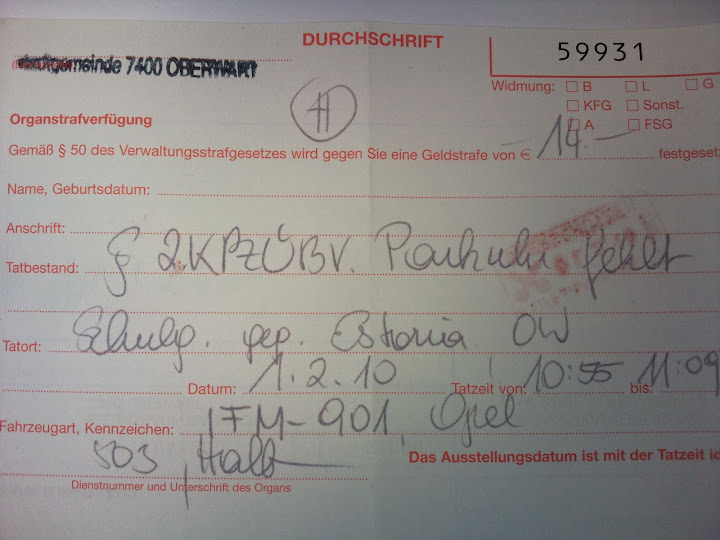 DURCHSCHRIFT
59931
Stadtgemeinde 7400 OBERWART
Widmung: B L G
KFG Sonst.
A FSG
Organstrafverfügung
Gemäß § 50 des Verwaltungsstrafgesetzes wird gegen Sie eine Geldstrafe von € 14.— festgeset
Name, Geburtsdatum:
Anschrift:
Tatbestand: § 2.KPZÜBV. Parkuhr fehlt
Tatort: Schulg. geg. Estoria OW
Datum: 1.2.10 Tatzeit von: 10:55 bis: 11:09
Fahrzeugart, Kennzeichen: 1FM-901, Opel
503
Dienstnummer und Unterschrift des Organs
Das Ausstellungsdatum ist mit der Tatzeit id